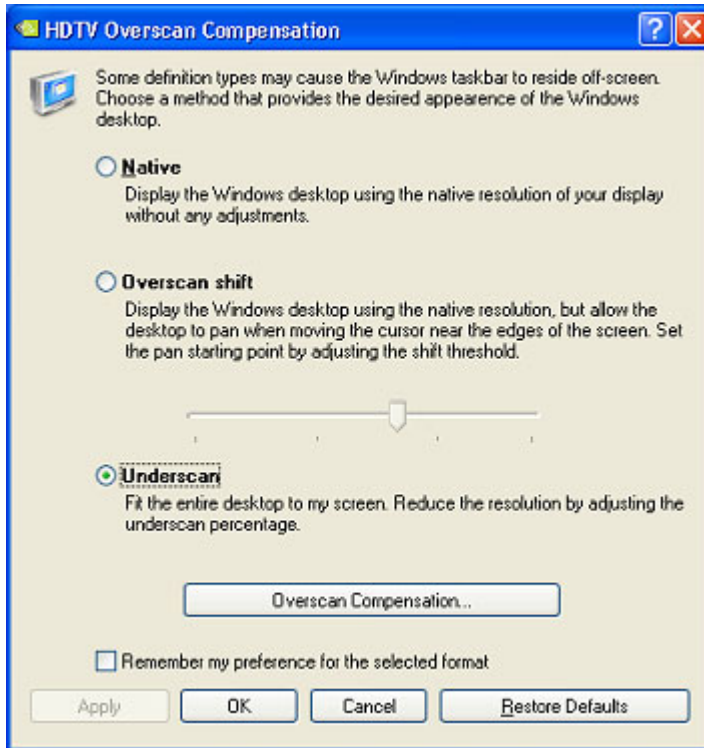 HDTV Overscan Compensation
Some definition types may cause the Windows taskbar to reside off-screen.
Choose a method that provides the desired appearence of the Windows
desktop.
Native
Display the Windows desktop using the native resolution of your display
without any adjustments.
Overscan shift
Display the Windows desktop using the native resolution, but allow the
desktop to pan when moving the cursor near the edges of the screen. Set
the pan starting point by adjusting the shift threshold.
Underscan
Fit the entire desktop to my screen. Reduce the resolution by adjusting the
underscan percentage.
Overscan Compensation...
Remember my preference for the selected format
Apply OK Cancel Restore Defaults